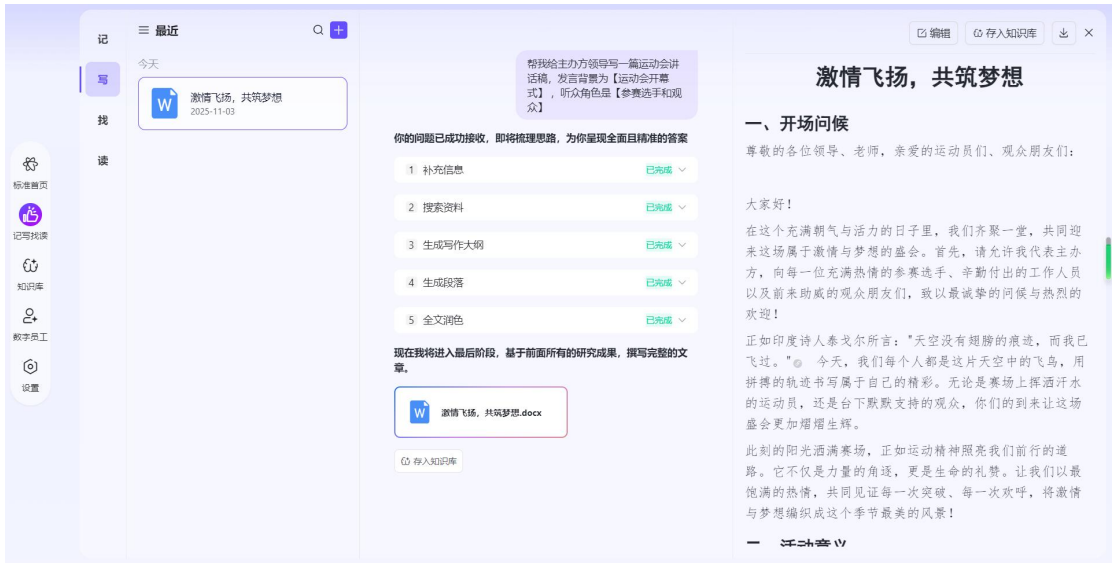 标准首页
记写找读
知识库
数字员工
设置
记
写
找
读
最近
今天
W
激情飞扬，共筑梦想
2025-11-03
帮我给主办方领导写一篇运动会讲
话稿，发言背景为【运动会开幕
式】，听众角色是【参赛选手和观
众】
你的问题已成功接收，即将梳理思路，为你呈现全面且精准的答案
1 补充信息 已完成
2 搜索资料 已完成
3 生成写作大纲 已完成
4 生成段落 已完成
5 全文润色 已完成
现在我将进入最后阶段，基于前面所有的研究成果，撰写完整的文
章。
W 激情飞扬，共筑梦想.docx
存入知识库
编辑 存入知识库
激情飞扬，共筑梦想
一、开场问候
尊敬的各位领导、老师，亲爱的运动员们、观众朋友们：
大家好！
在这个充满朝气与活力的日子里，我们齐聚一堂，共同迎
来这场属于激情与梦想的盛会。首先，请允许我代表主办
方，向每一位充满热情的参赛选手、辛勤付出的工作人员
以及前来助威的观众朋友们，致以最诚挚的问候与热烈的
欢迎！
正如印度诗人泰戈尔所言："天空没有翅膀的痕迹，而我已
飞过。" 今天，我们每个人都是这片天空中的飞鸟，用
拼搏的轨迹书写属于自己的精彩。无论是赛场上挥洒汗水
的运动员，还是台下默默支持的观众，你们的到来让这场
盛会更加熠熠生辉。
此刻的阳光洒满赛场，正如运动精神照亮我们前行的道
路。它不仅是力量的角逐，更是生命的礼赞。让我们以最
饱满的热情，共同见证每一次突破、每一次欢呼，将激情
与梦想编织成这个季节最美的风景！
二、活动意义